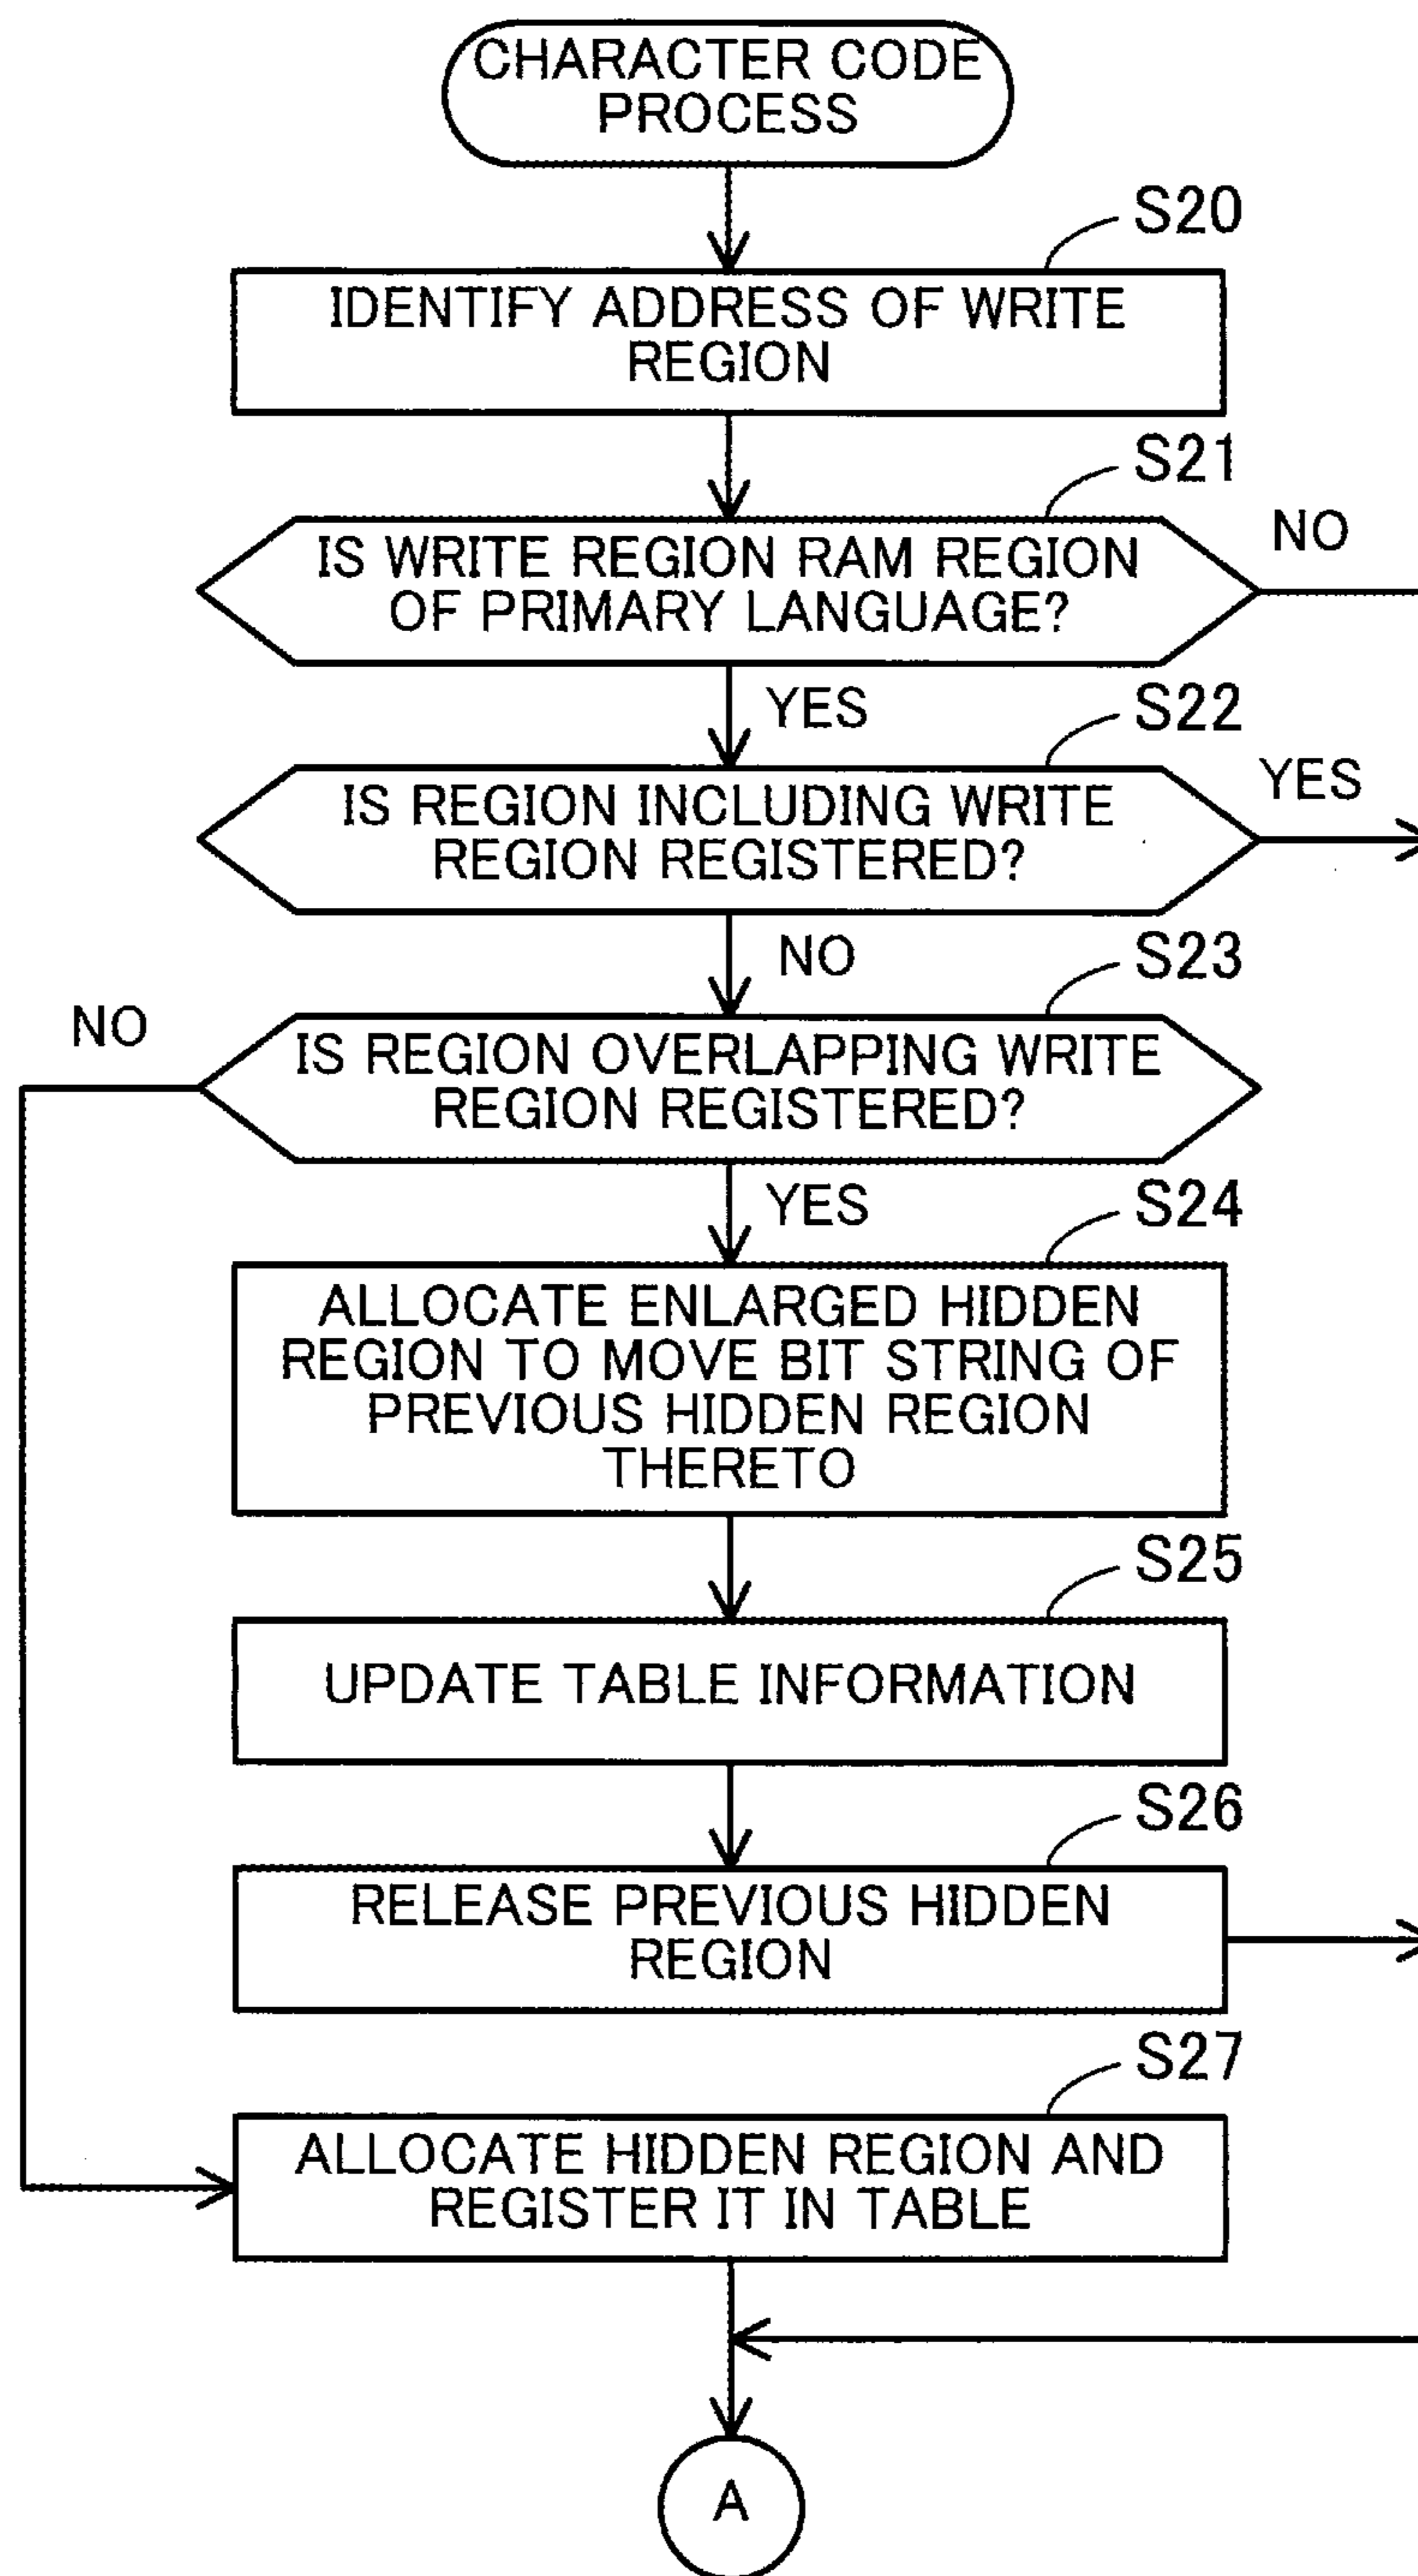 CHARACTER CODE
PROCESS
S20
IDENTIFY ADDRESS OF WRITE
REGION
S21
IS WRITE REGION RAM REGION
OF PRIMARY LANGUAGE?
NO
YES
S22
IS REGION INCLUDING WRITE
REGION REGISTERED?
YES
NO
S23
NO
IS REGION OVERLAPPING WRITE
REGION REGISTERED?
YES
S24
ALLOCATE ENLARGED HIDDEN
REGION TO MOVE BIT STRING OF
PREVIOUS HIDDEN REGION
THERETO
S25
UPDATE TABLE INFORMATION
S26
RELEASE PREVIOUS HIDDEN
REGION
S27
ALLOCATE HIDDEN REGION AND
REGISTER IT IN TABLE
A